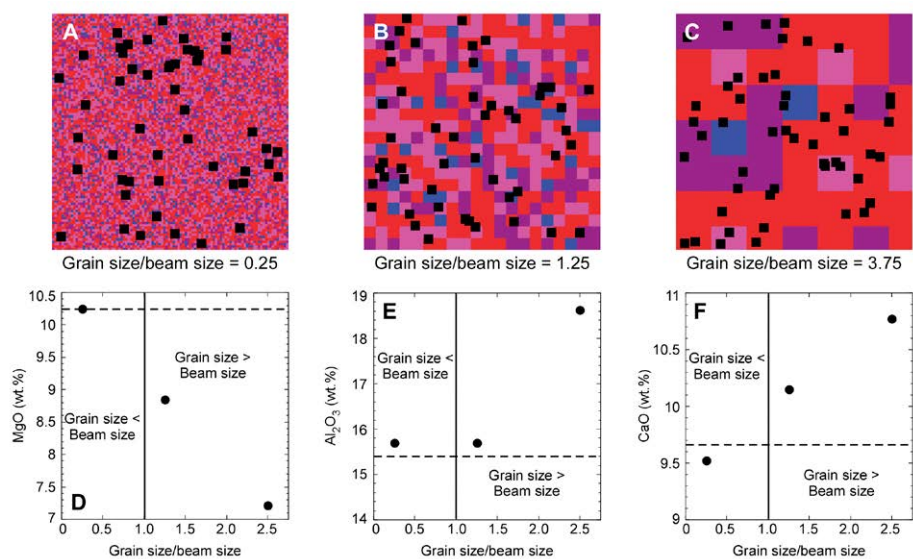 A
B
C
Grain size/beam size = 0.25
Grain size/beam size = 1.25
Grain size/beam size = 3.75
10.5
10
9.5
9
8.5
8
7.5
7
MgO (wt.%)
Grain size >
Beam size
Grain size <
Beam size
D
0 0.5 1.0 1.5 2.0 2.5
Grain size/beam size
19
18
17
16
15
14
Al₂O₃ (wt.%)
E
Grain size <
Beam size
Grain size >
Beam size
0 0.5 1.0 1.5 2.0 2.5
Grain size/beam size
11
10.5
10
9.5
9
CaO (wt.%)
F
Grain size <
Beam size
Grain size >
Beam size
0 0.5 1.0 1.5 2.0 2.5
Grain size/beam size